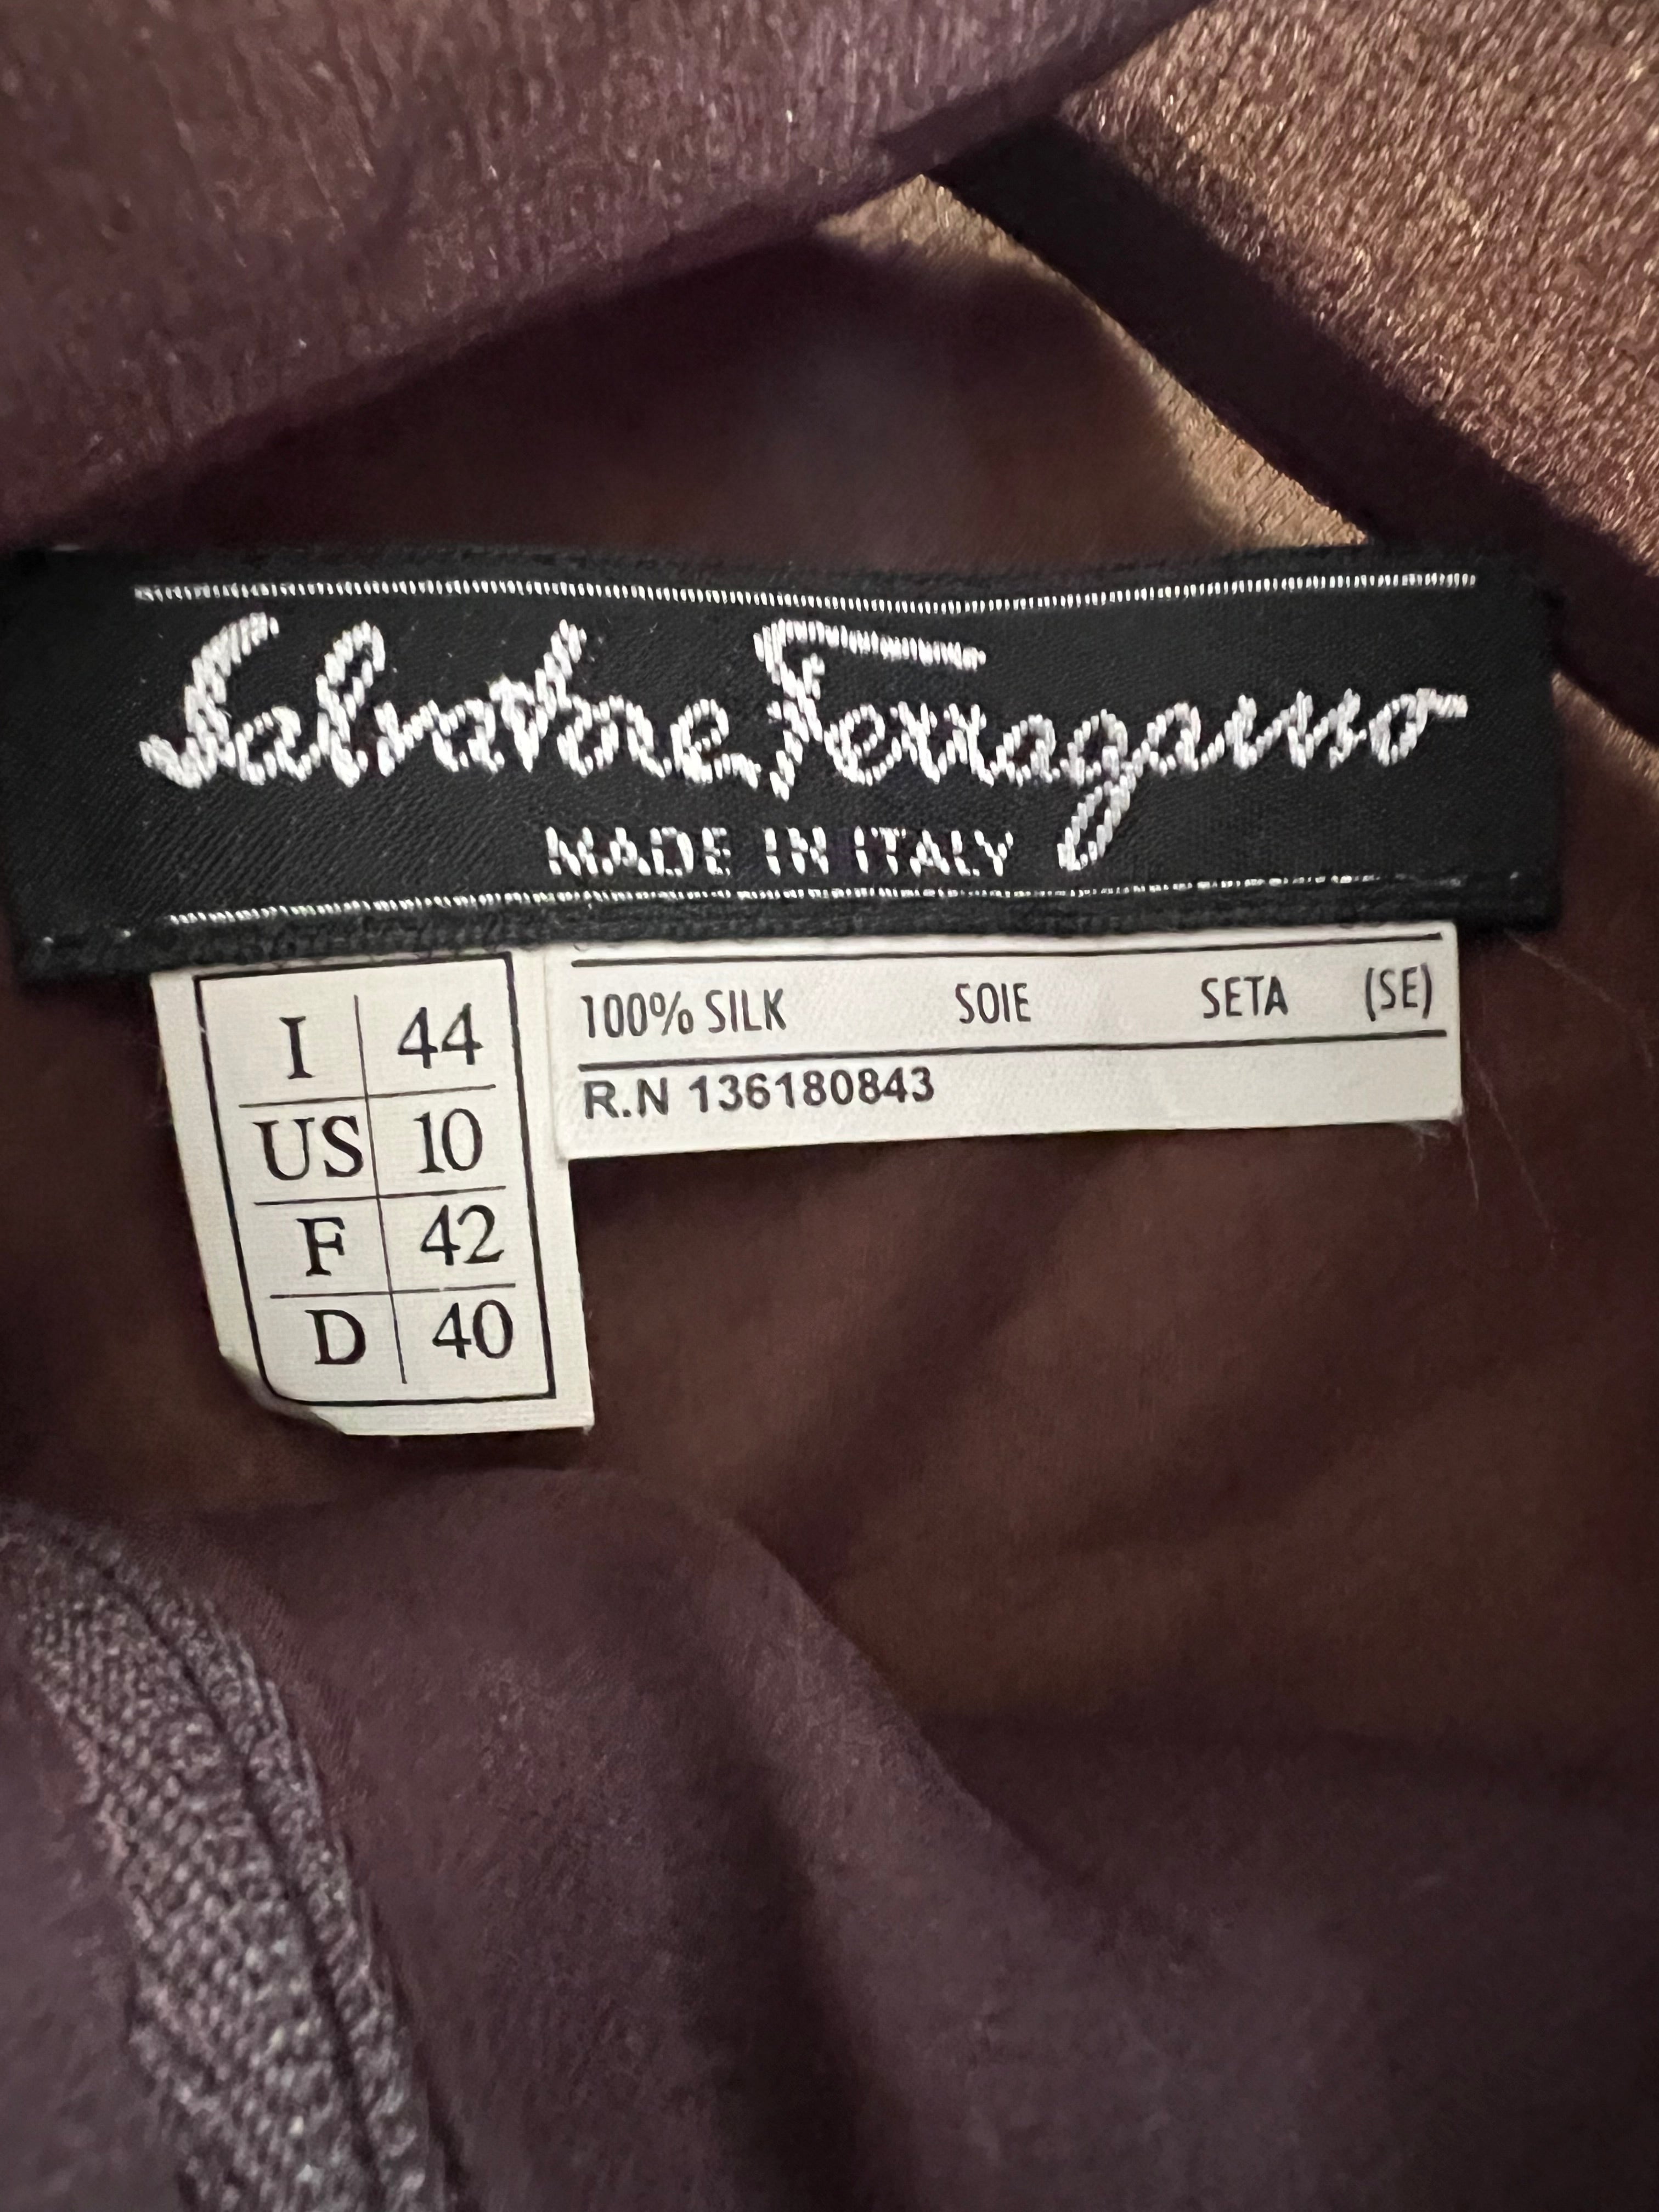 Salvatore Ferragamo
MADE IN ITALY
I 44
US 10
F 42
D 40
100% SILK SOIE SETA (SE)
R.N 136180843